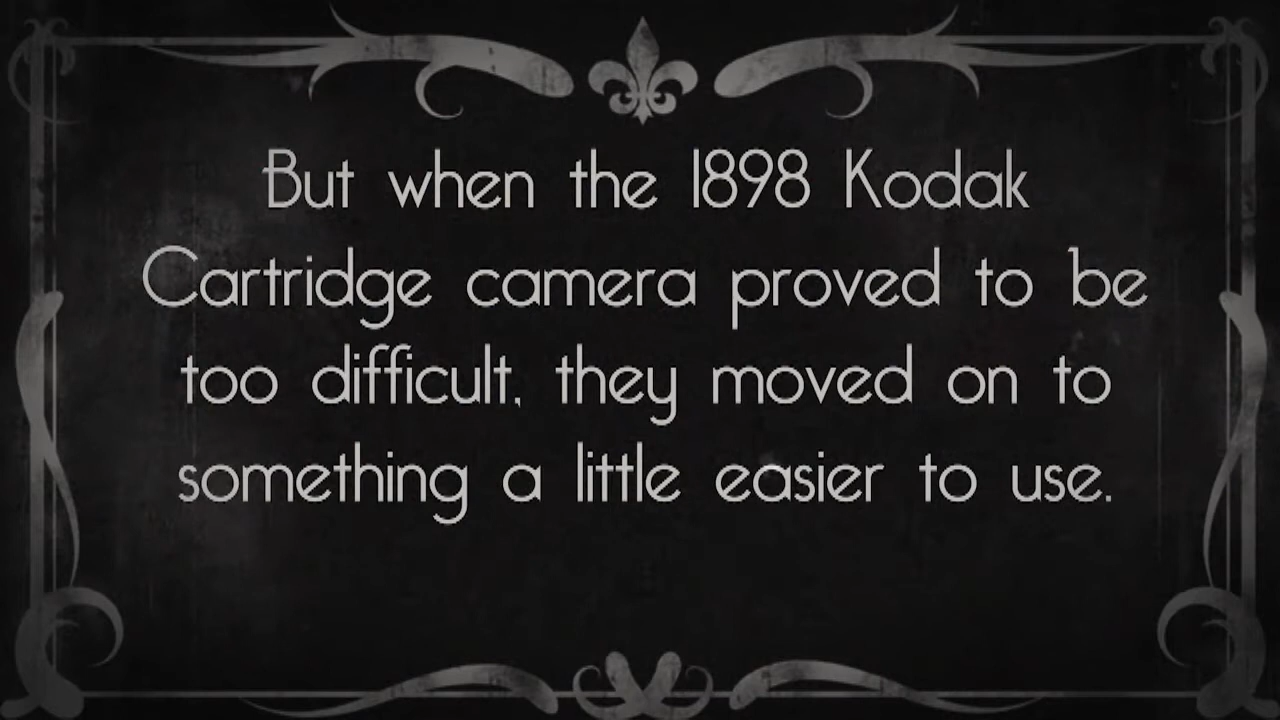 But when the 1898 Kodak
Cartridge camera proved to be
too difficult, they moved on to
something a little easier to use.